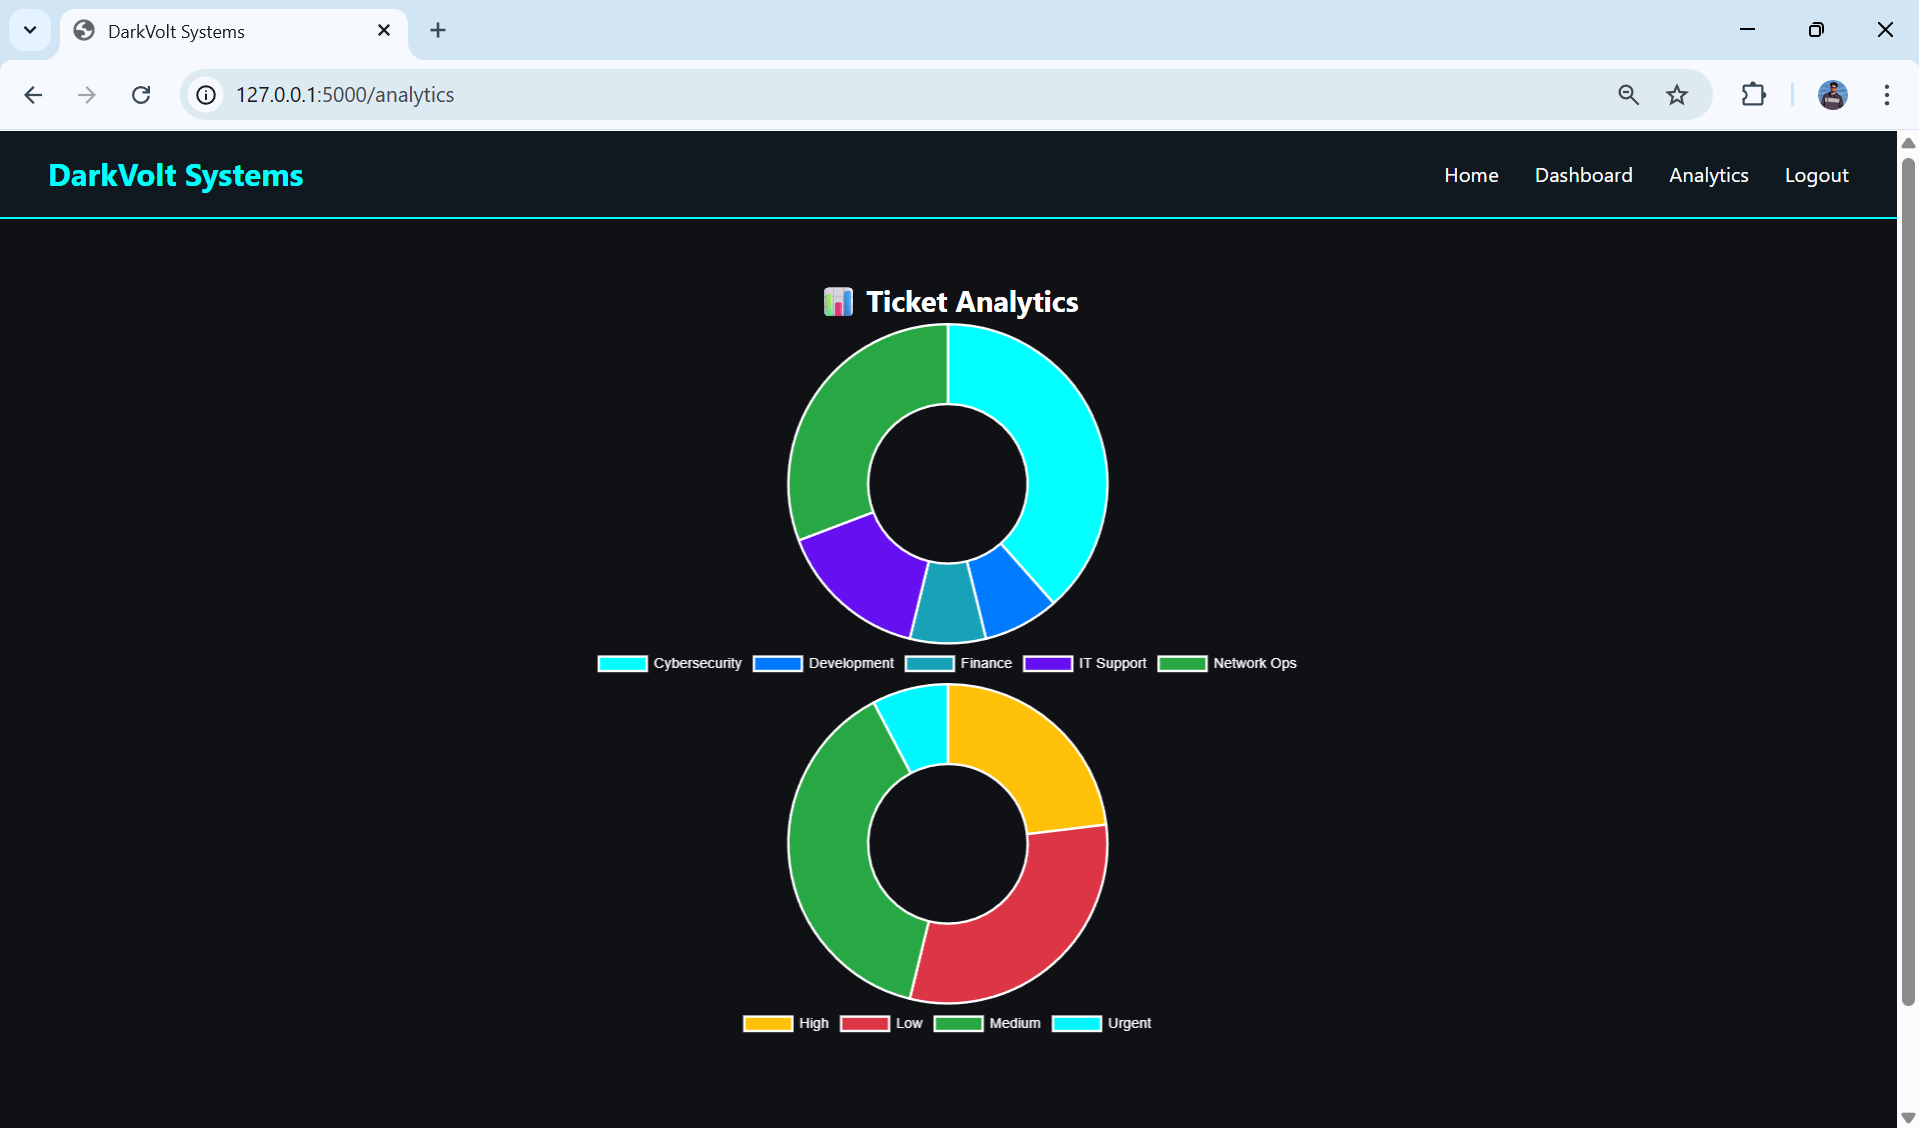 DarkVolt Systems
127.0.0.1:5000/analytics
DarkVolt Systems
Home Dashboard Analytics Logout
📊 Ticket Analytics
Cybersecurity Development Finance IT Support Network Ops
High Low Medium Urgent